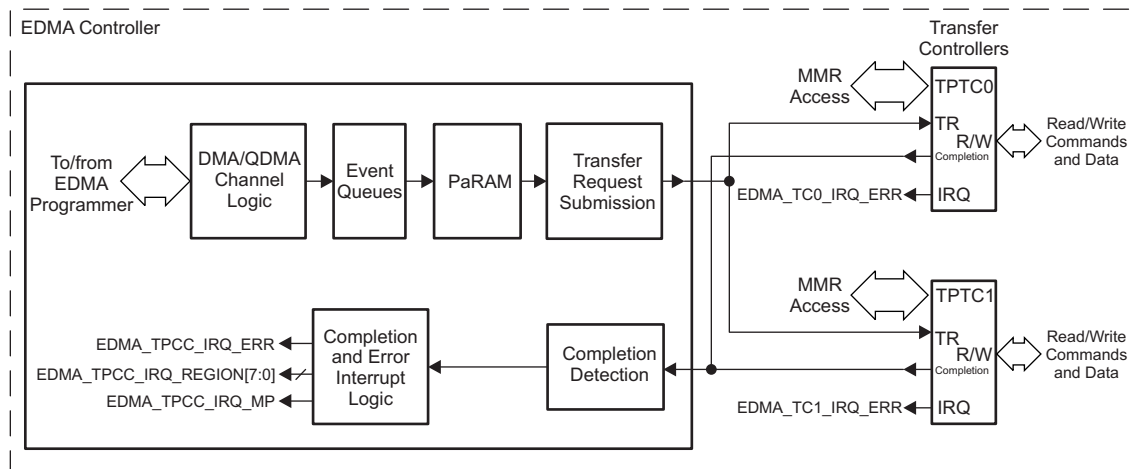 EDMA Controller
Transfer
Controllers
MMR
Access
TPTC0
TR
R/W
Completion
IRQ
Read/Write
Commands
and Data
EDMA_TC0_IRQ_ERR
To/from
EDMA
Programmer
DMA/QDMA
Channel
Logic
Event
Queues
PaRAM
Transfer
Request
Submission
MMR
Access
TPTC1
TR
R/W
Completion
IRQ
Read/Write
Commands
and Data
EDMA_TC1_IRQ_ERR
EDMA_TPCC_IRQ_ERR
EDMA_TPCC_IRQ_REGION[7:0]
EDMA_TPCC_IRQ_MP
Completion
and Error
Interrupt
Logic
Completion
Detection